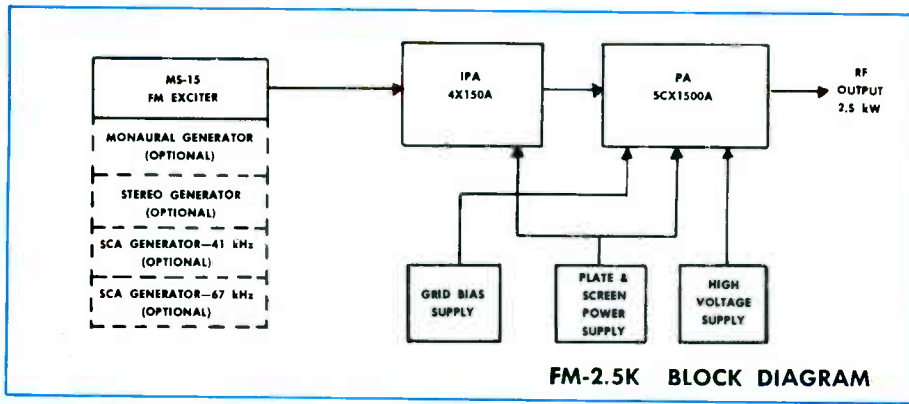 MS-15
FM EXCITER
MONAURAL GENERATOR
(OPTIONAL)
STEREO GENERATOR
(OPTIONAL)
SCA GENERATOR—41 kHz
(OPTIONAL)
SCA GENERATOR—67 kHz
(OPTIONAL)
IPA
4X150A
PA
5CX1500A
RF
OUTPUT
2.5 kW
GRID BIAS
SUPPLY
PLATE &
SCREEN
POWER
SUPPLY
HIGH
VOLTAGE
SUPPLY
FM-2.5K BLOCK DIAGRAM